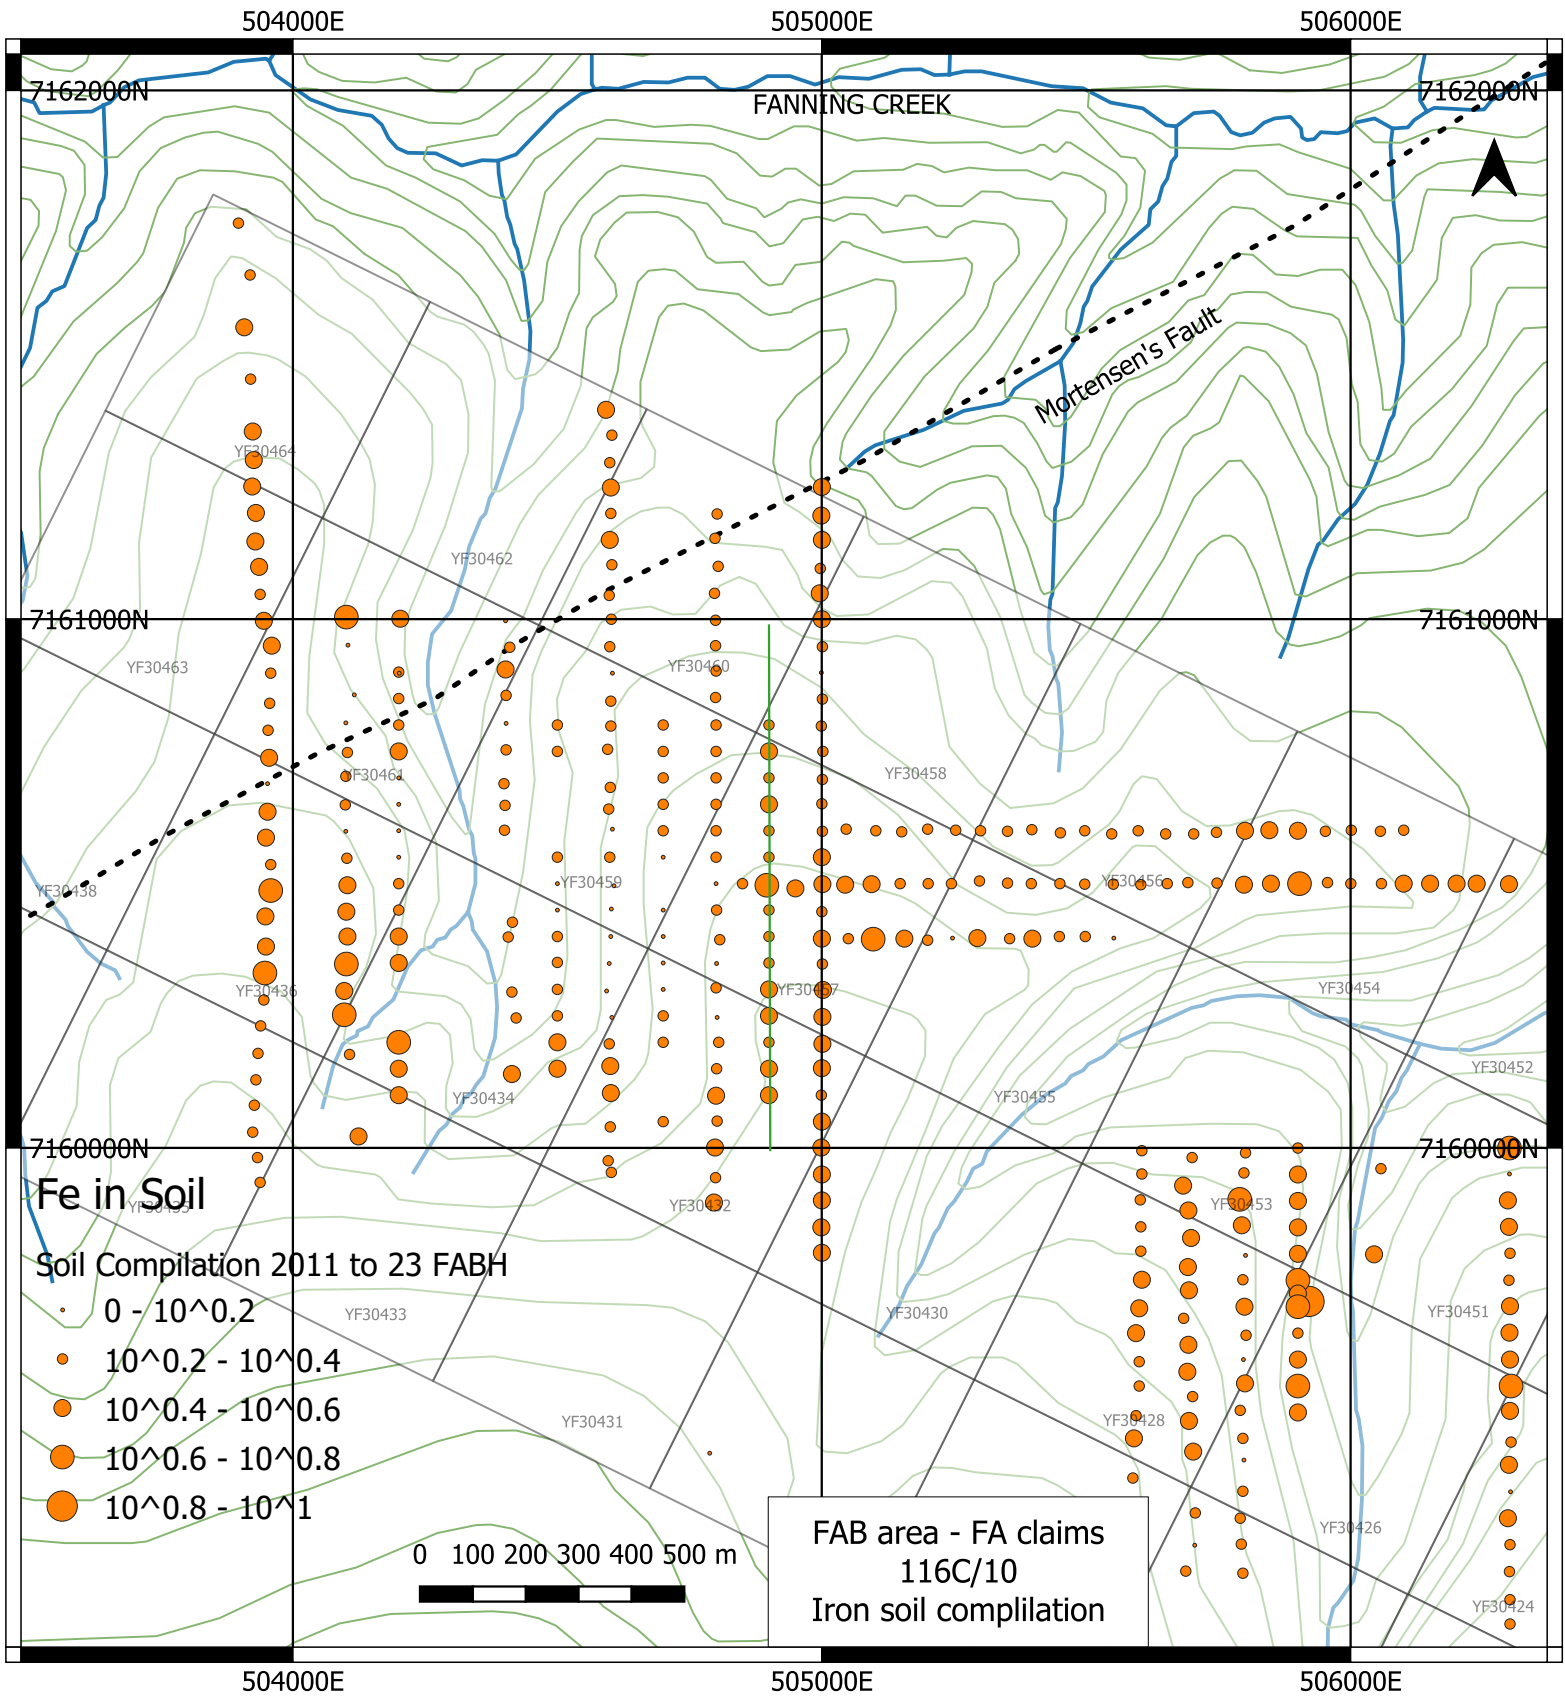 504000E
505000E
506000E
7162000N
7162000N
FANNING CREEK
Mortensen's Fault
YF30464
YF30462
7161000N
7161000N
YF30463
YF30460
YF30461
YF30458
YF30438
YF30459
YF30456
YF30436
YF30457
YF30454
YF30434
YF30455
YF30452
7160000N
7160000N
YF30435
YF30432
YF30453
Fe in Soil
Soil Compilation 2011 to 23 FABH
0 - 10^0.2
10^0.2 - 10^0.4
10^0.4 - 10^0.6
10^0.6 - 10^0.8
10^0.8 - 10^1
YF30433
YF30430
YF30451
YF30431
YF30428
YF30426
YF30424
0 100 200 300 400 500 m
FAB area - FA claims
116C/10
Iron soil complilation
504000E
505000E
506000E